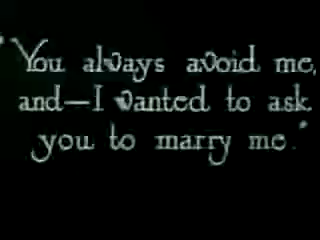 "You always avoid me,
and—I wanted to ask
you to marry me."